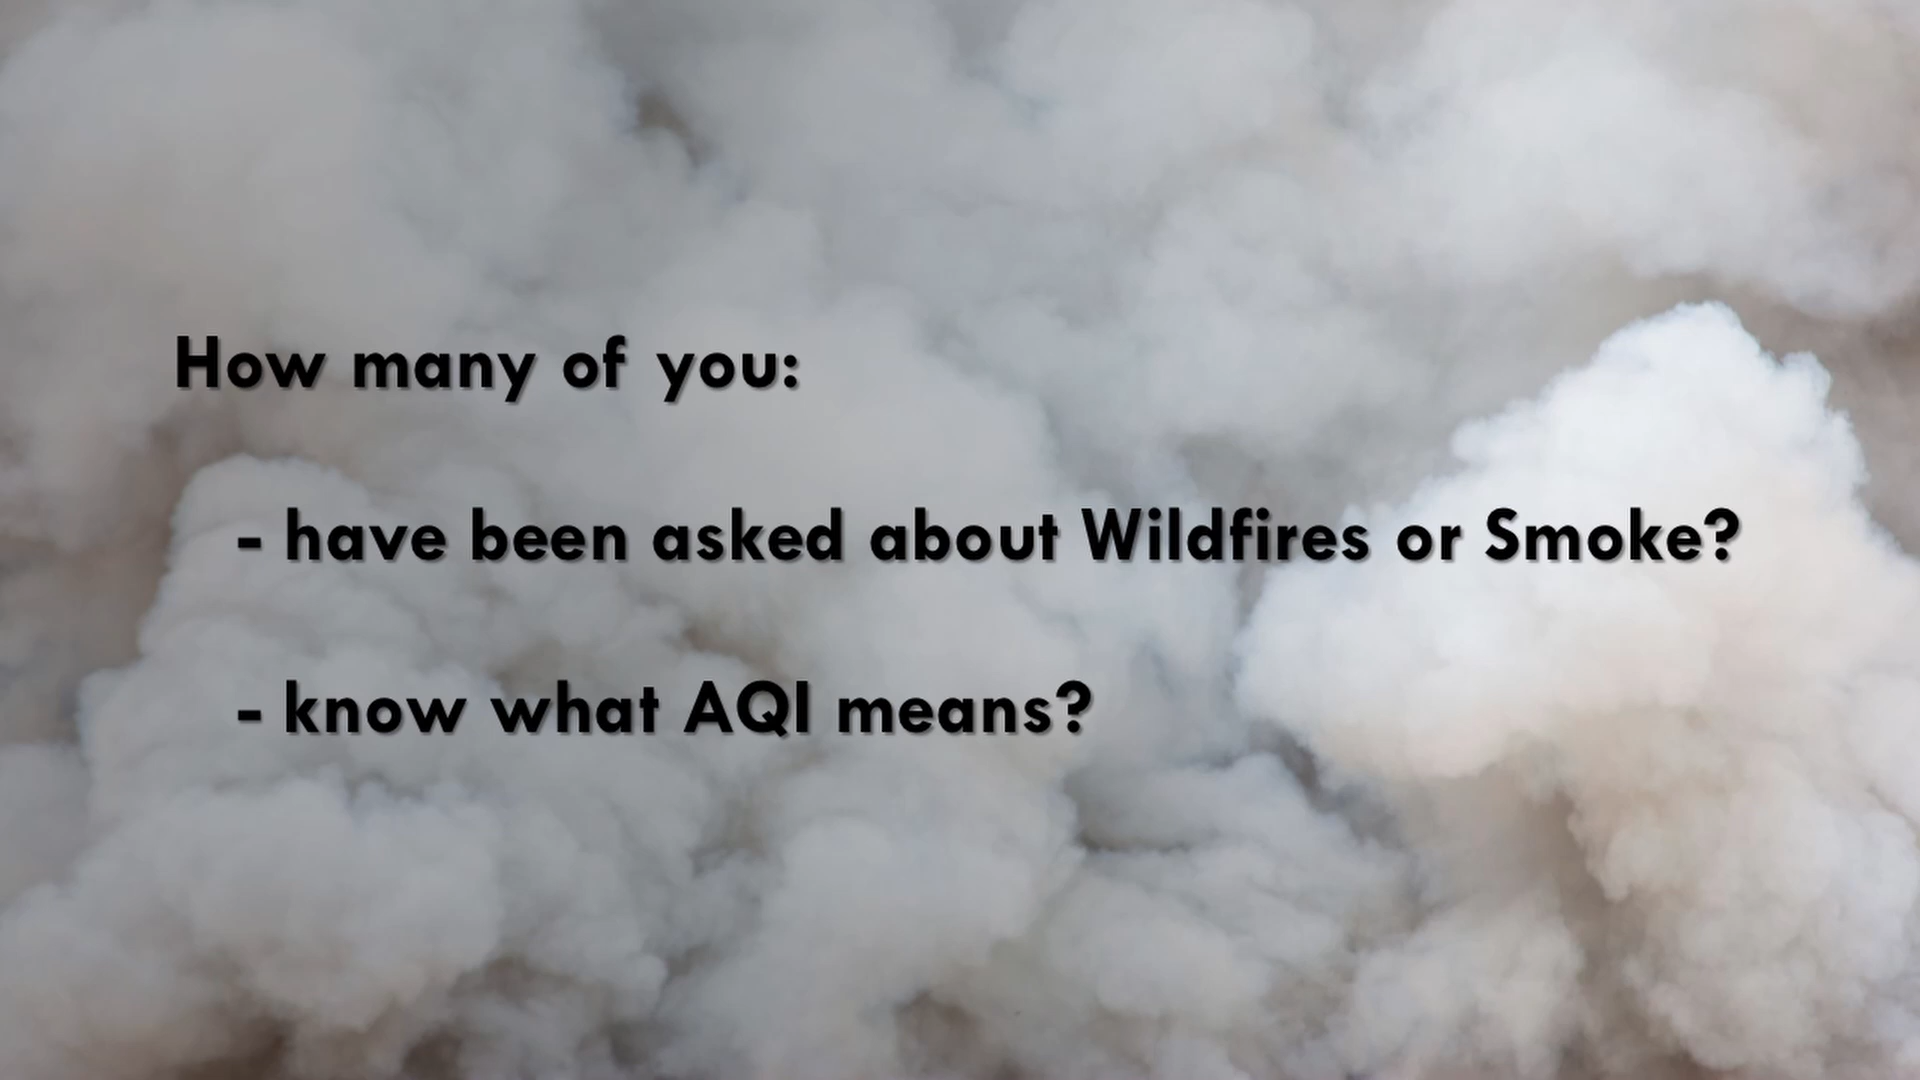 How many of you:
- have been asked about Wildfires or Smoke?
- know what AQI means?